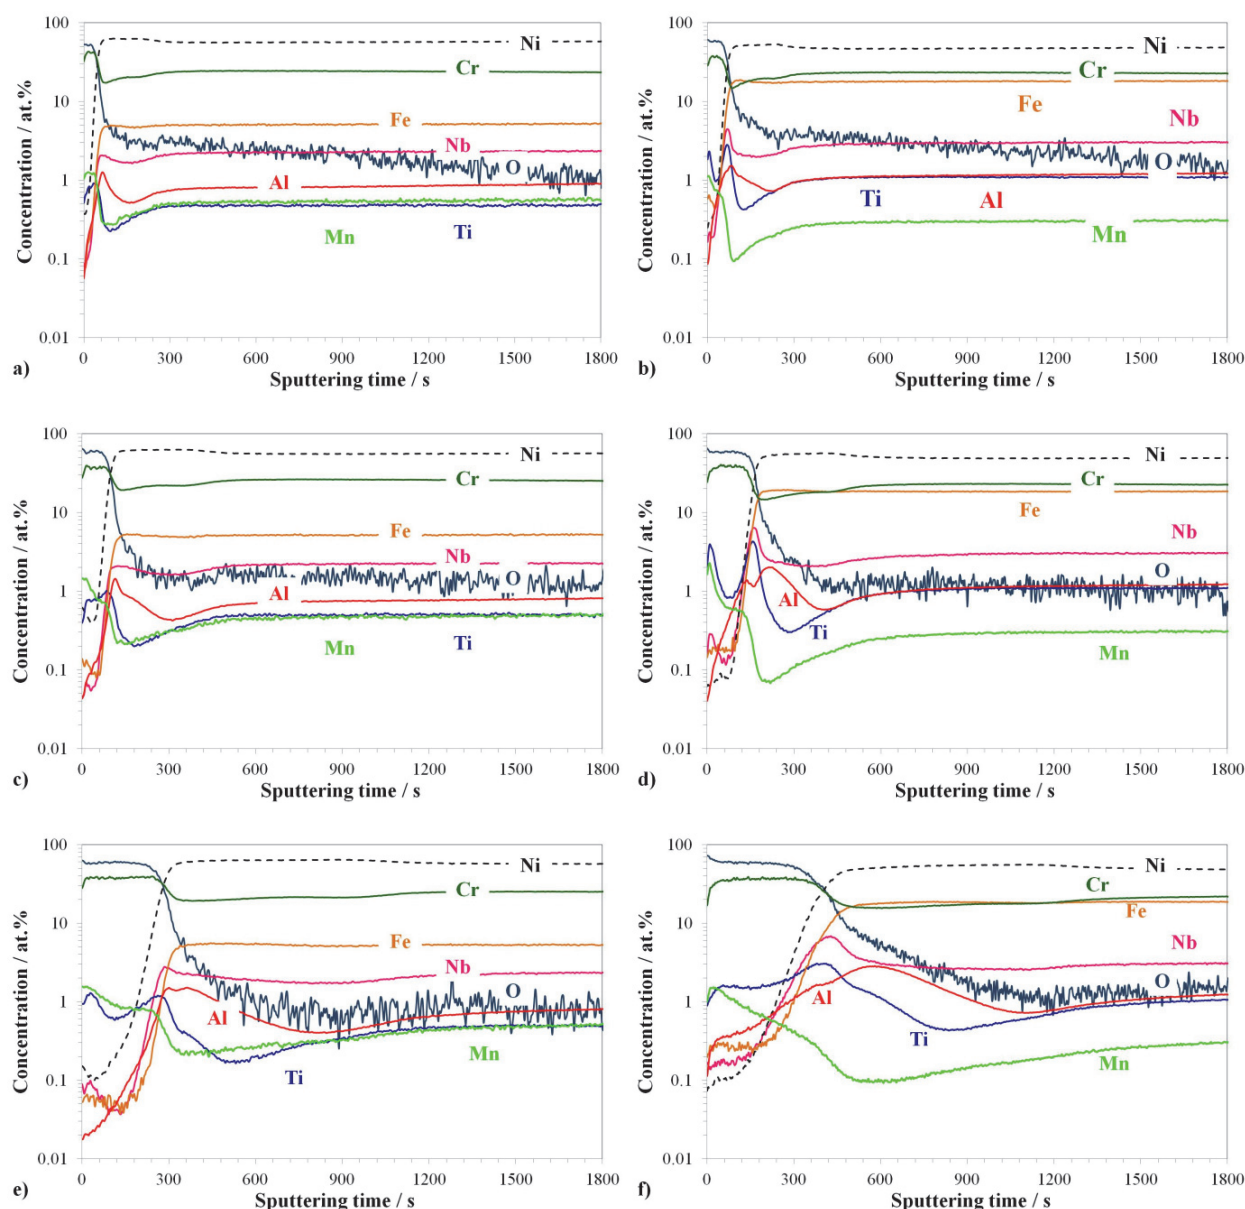 100
10
1
0.1
0.01
Concentration / at.%
Ni
Cr
Fe
Nb
O
Al
Mn
Ti
0 300 600 900 1200 1500 1800
Sputtering time / s
a)
100
10
1
0.1
0.01
Concentration / at.%
Ni
Cr
Fe
Nb
O
Ti
Al
Mn
0 300 600 900 1200 1500 1800
Sputtering time / s
b)
100
10
1
0.1
0.01
Concentration / at.%
Ni
Cr
Fe
Nb
O
Al
Mn
Ti
0 300 600 900 1200 1500 1800
Sputtering time / s
c)
100
10
1
0.1
0.01
Concentration / at.%
Ni
Cr
Fe
Nb
O
Al
Ti
Mn
0 300 600 900 1200 1500 1800
Sputtering time / s
d)
100
10
1
0.1
0.01
Concentration / at.%
Ni
Cr
Fe
Nb
O
Al
Mn
Ti
0 300 600 900 1200 1500 1800
Sputtering time / s
e)
100
10
1
0.1
0.01
Concentration / at.%
Ni
Cr
Fe
Nb
O
Al
Ti
Mn
0 300 600 900 1200 1500 1800
Sputtering time / s
f)